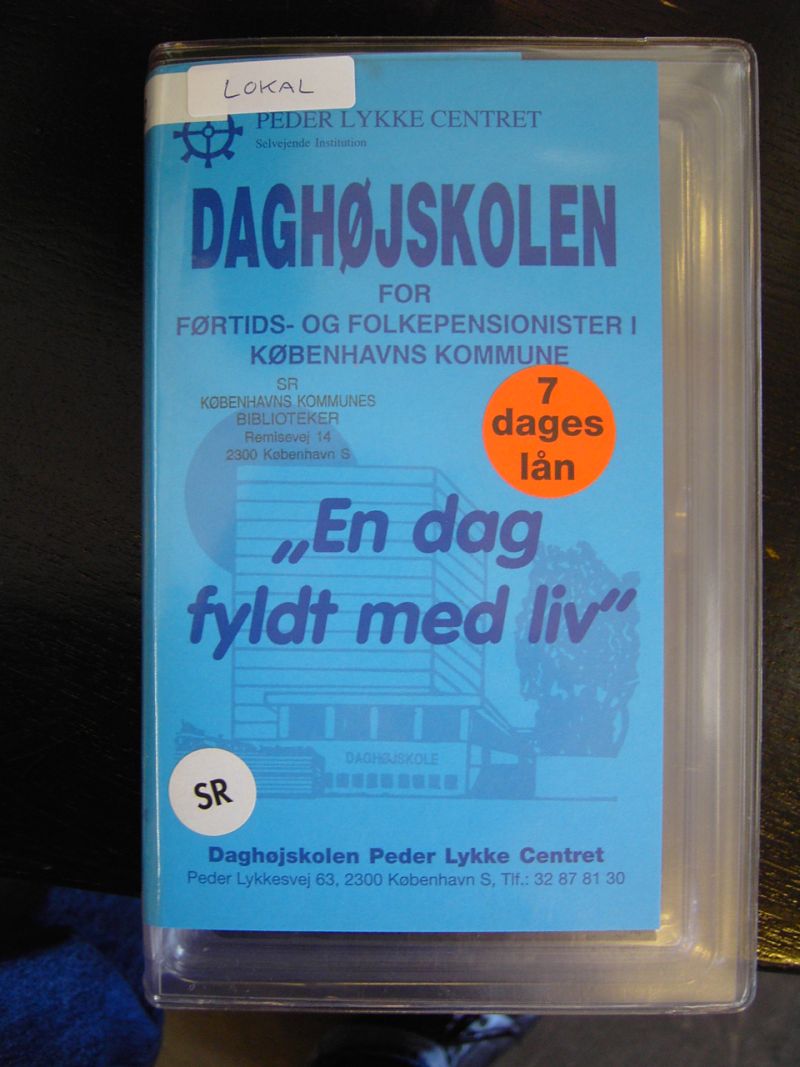 LOKAL
PEDER LYKKE CENTRET
Selvejende Institution
DAGHØJSKOLEN
FOR
FØRTIDS- OG FOLKEPENSIONISTER I
KØBENHAVNS KOMMUNE
SR
KØBENHAVNS KOMMUNES
BIBLIOTEKER
Remisevej 14
2300 København S
7
dages
lån
„En dag
fyldt med liv”
DAGHØJSKOLE
SR
Daghøjskolen Peder Lykke Centret
Peder Lykkesvej 63, 2300 København S, Tlf.: 32 87 81 30